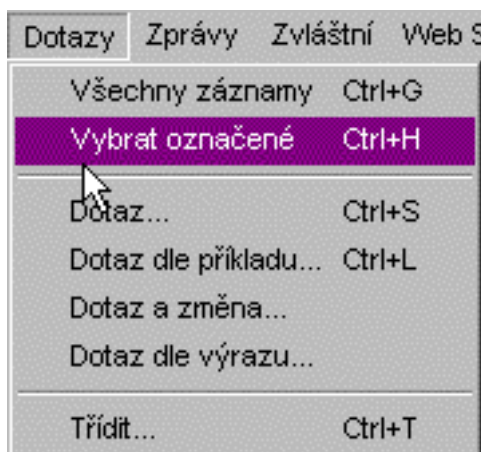 Dotazy Zprávy Zvláštní Web
Všechny záznamy Ctrl+G
Vybrat označené Ctrl+H
Dotaz... Ctrl+S
Dotaz dle příkladu... Ctrl+L
Dotaz a změna...
Dotaz dle výrazu...
Třídit... Ctrl+T